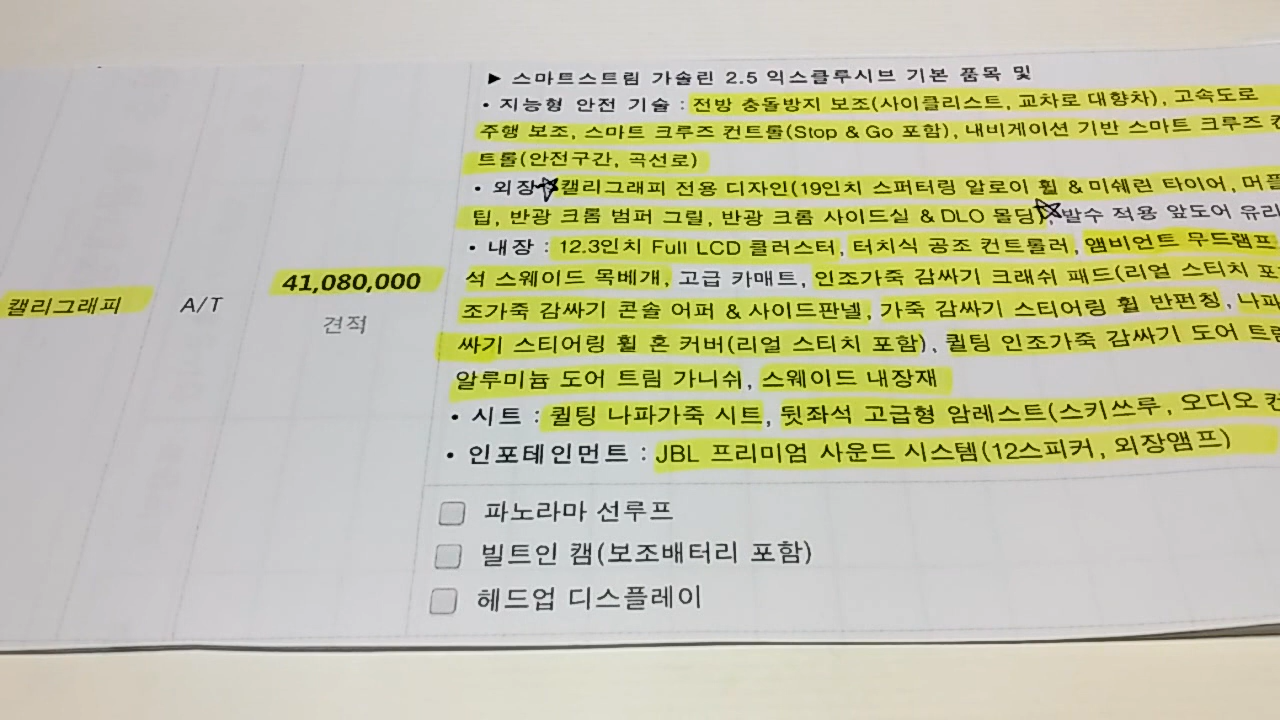 ▶ 스마트스트림 가솔린 2.5 익스클루시브 기본 품목 및
• 지능형 안전 기술 : 전방 충돌방지 보조(사이클리스트, 교차로 대향차), 고속도로
주행 보조, 스마트 크루즈 컨트롤(Stop & Go 포함), 내비게이션 기반 스마트 크루즈
트롤(안전구간, 곡선로)
• 외장 캘리그래피 전용 디자인(19인치 스퍼터링 알로이 휠 & 미쉐린 타이어, 머플
팁, 반광 크롬 범퍼 그릴, 반광 크롬 사이드실 & DLO 몰딩), 발수 적용 앞도어 유리
• 내장 : 12.3인치 Full LCD 클러스터, 터치식 공조 컨트롤러, 앰비언트 무드램프,
석 스웨이드 목베개, 고급 카매트, 인조가죽 감싸기 크래쉬 패드(리얼 스티치
조가죽 감싸기 콘솔 어퍼 & 사이드판넬, 가죽 감싸기 스티어링 휠 반펀칭, 나파
싸기 스티어링 휠 혼 커버(리얼 스티치 포함), 퀼팅 인조가죽 감싸기 도어
알루미늄 도어 트림 가니쉬, 스웨이드 내장재
• 시트 : 퀼팅 나파가죽 시트, 뒷좌석 고급형 암레스트(스키쓰루, 오디오
• 인포테인먼트 : JBL 프리미엄 사운드 시스템(12스피커, 외장앰프)
캘리그래피 A/T 41,080,000
견적
파노라마 선루프
빌트인 캠(보조배터리 포함)
헤드업 디스플레이